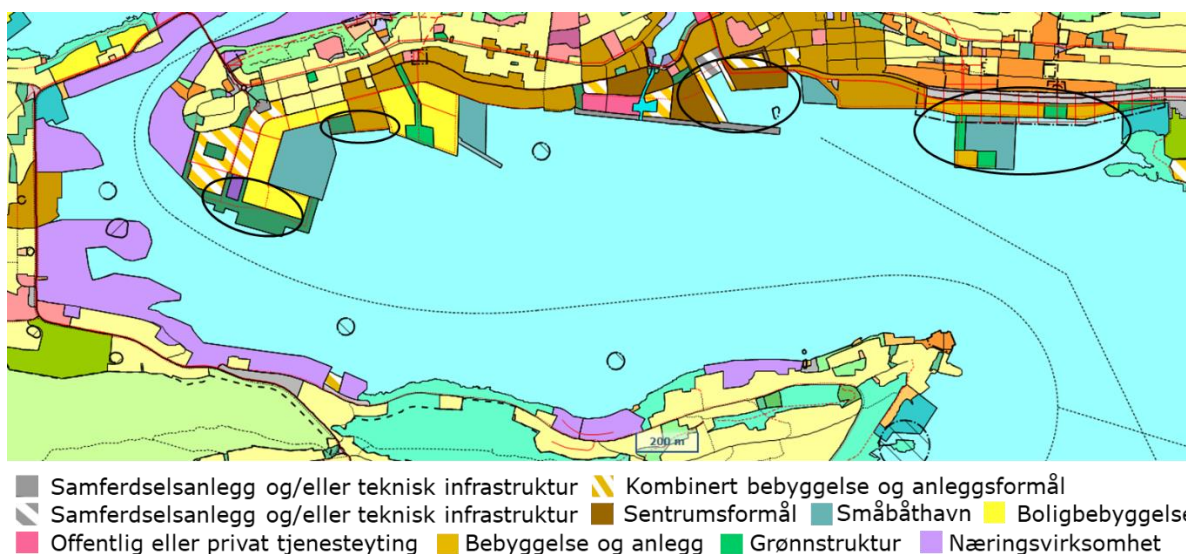 200 m
Samferdselsanlegg og/eller teknisk infrastruktur Kombinert bebyggelse og anleggsformål
Samferdselsanlegg og/eller teknisk infrastruktur Sentrumsformål Småbåthavn Boligbebyggelse
Offentlig eller privat tjenesteyting Bebyggelse og anlegg Grønnstruktur Næringsvirksomhet